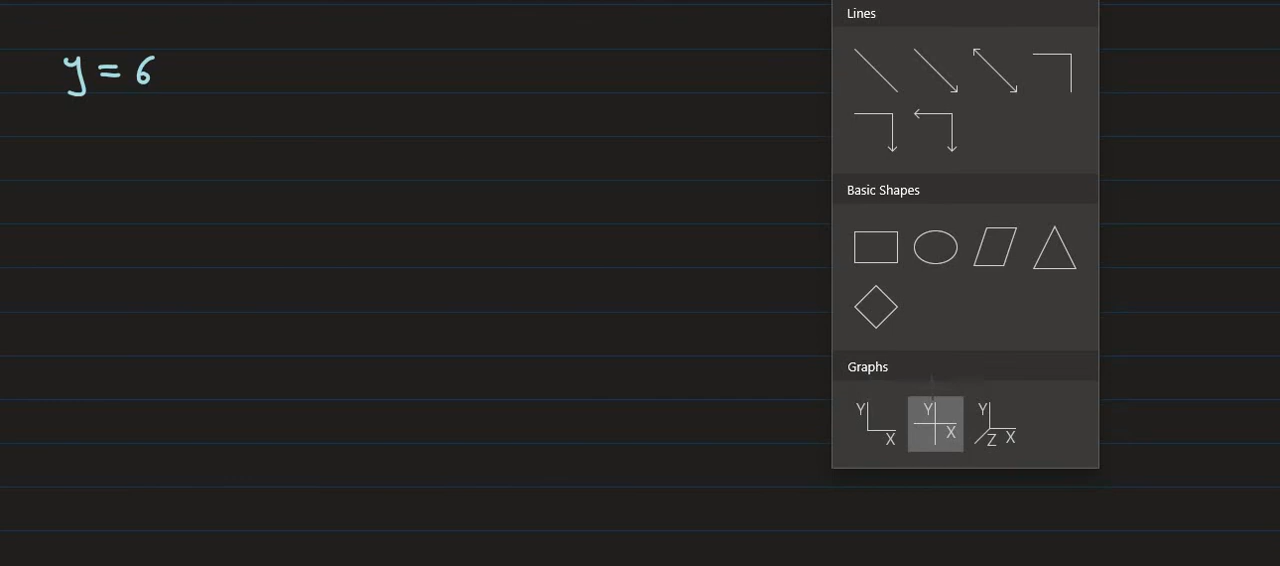 y = 6
Lines
Basic Shapes
Graphs
Y
X
Y
X
Y
Z X